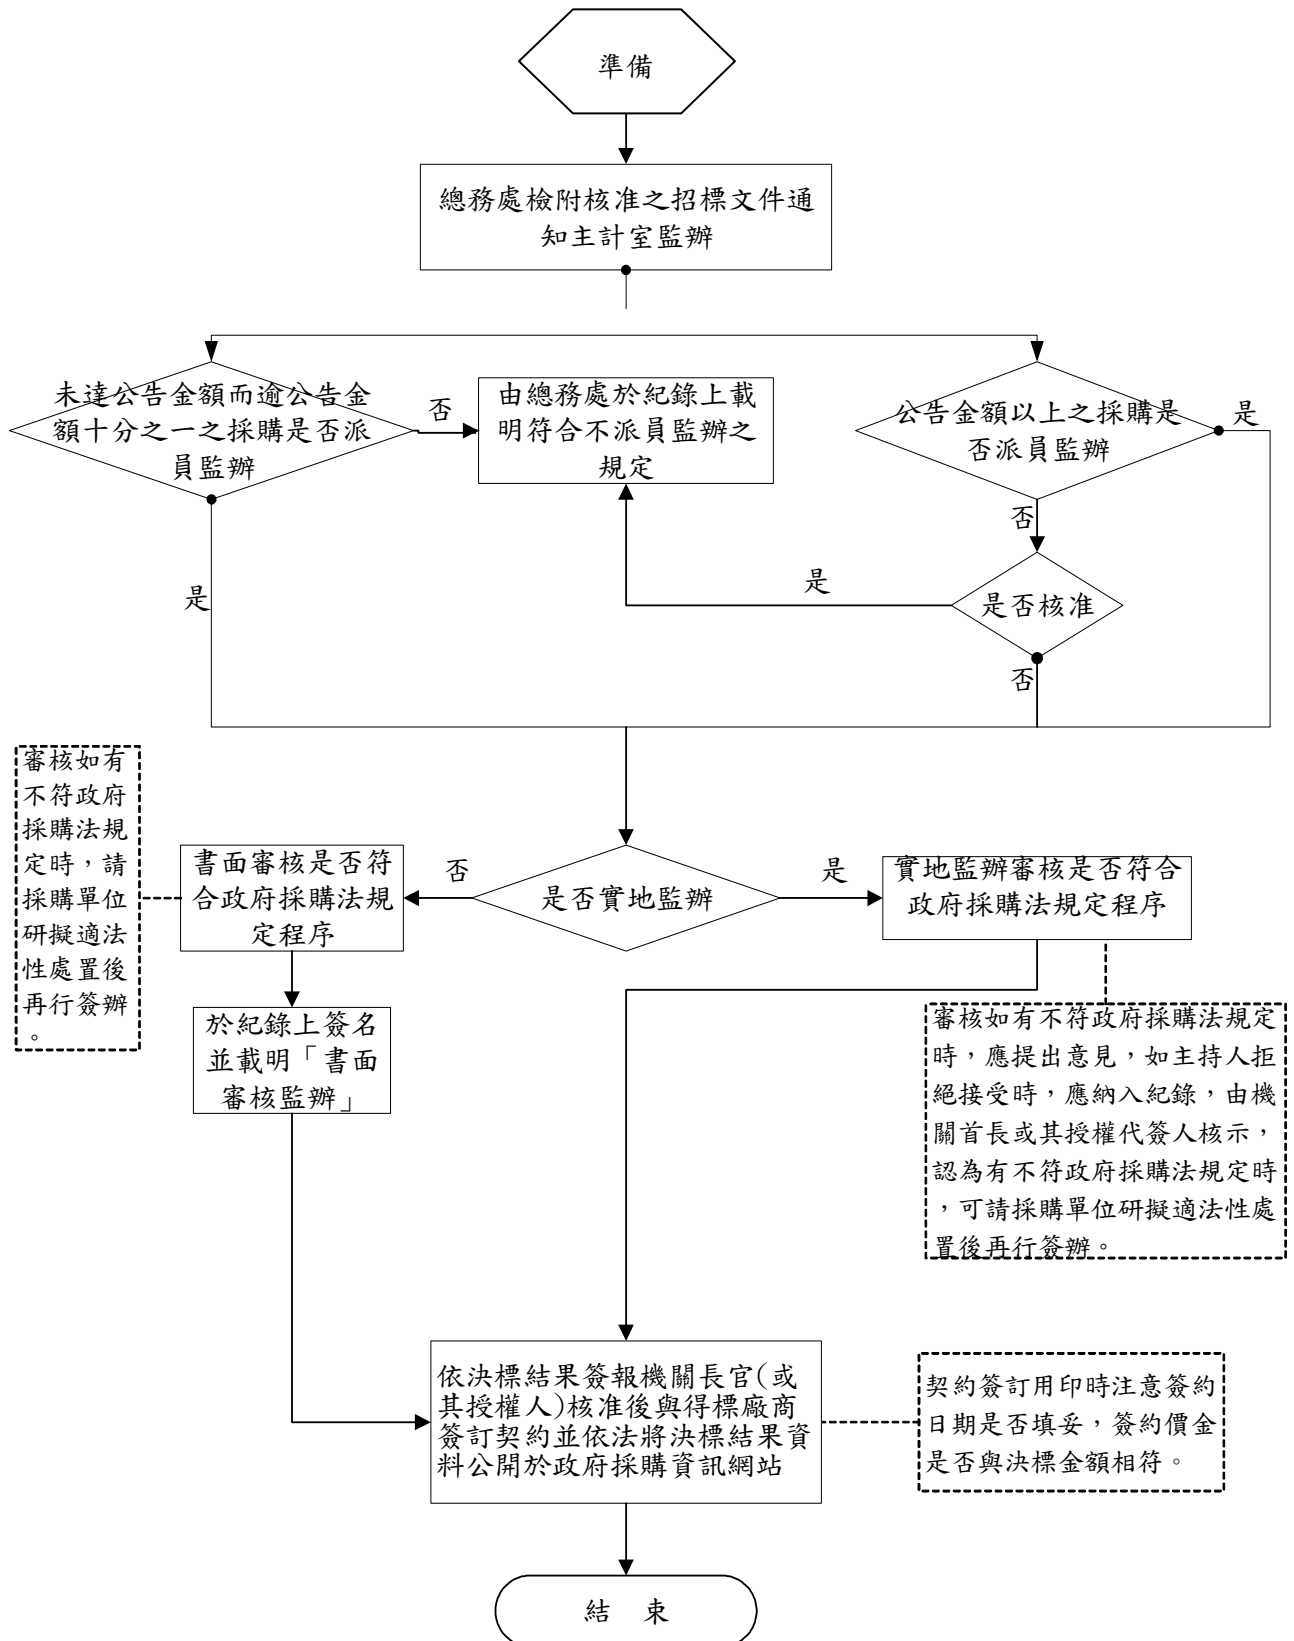 準備
總務處檢附核准之招標文件通
知主計室監辦
未達公告金額而逾公告金
額十分之一之採購是否派
員監辦
否
由總務處於紀錄上載
明符合不派員監辦之
規定
公告金額以上之採購是
否派員監辦
是
否
是
是否核准
是
否
審核如有
不符政府
採購法規
定時，請
採購單位
研擬適法
性處置後
再行簽辦
。
書面審核是否符
合政府採購法規
定程序
否
是否實地監辦
是
實地監辦審核是否符合
政府採購法規定程序
於紀錄上簽名
並載明「書面
審核監辦」
審核如有不符政府採購法規定
時，應提出意見，如主持人拒
絕接受時，應納入紀錄，由機
關首長或其授權代簽人核示，
認為有不符政府採購法規定時
，可請採購單位研擬適法性處
置後再行簽辦。
依決標結果簽報機關長官(或
其授權人)核准後與得標廠商
簽訂契約並依法將決標結果資
料公開於政府採購資訊網站
契約簽訂用印時注意簽約
日期是否填妥，簽約價金
是否與決標金額相符。
結 束